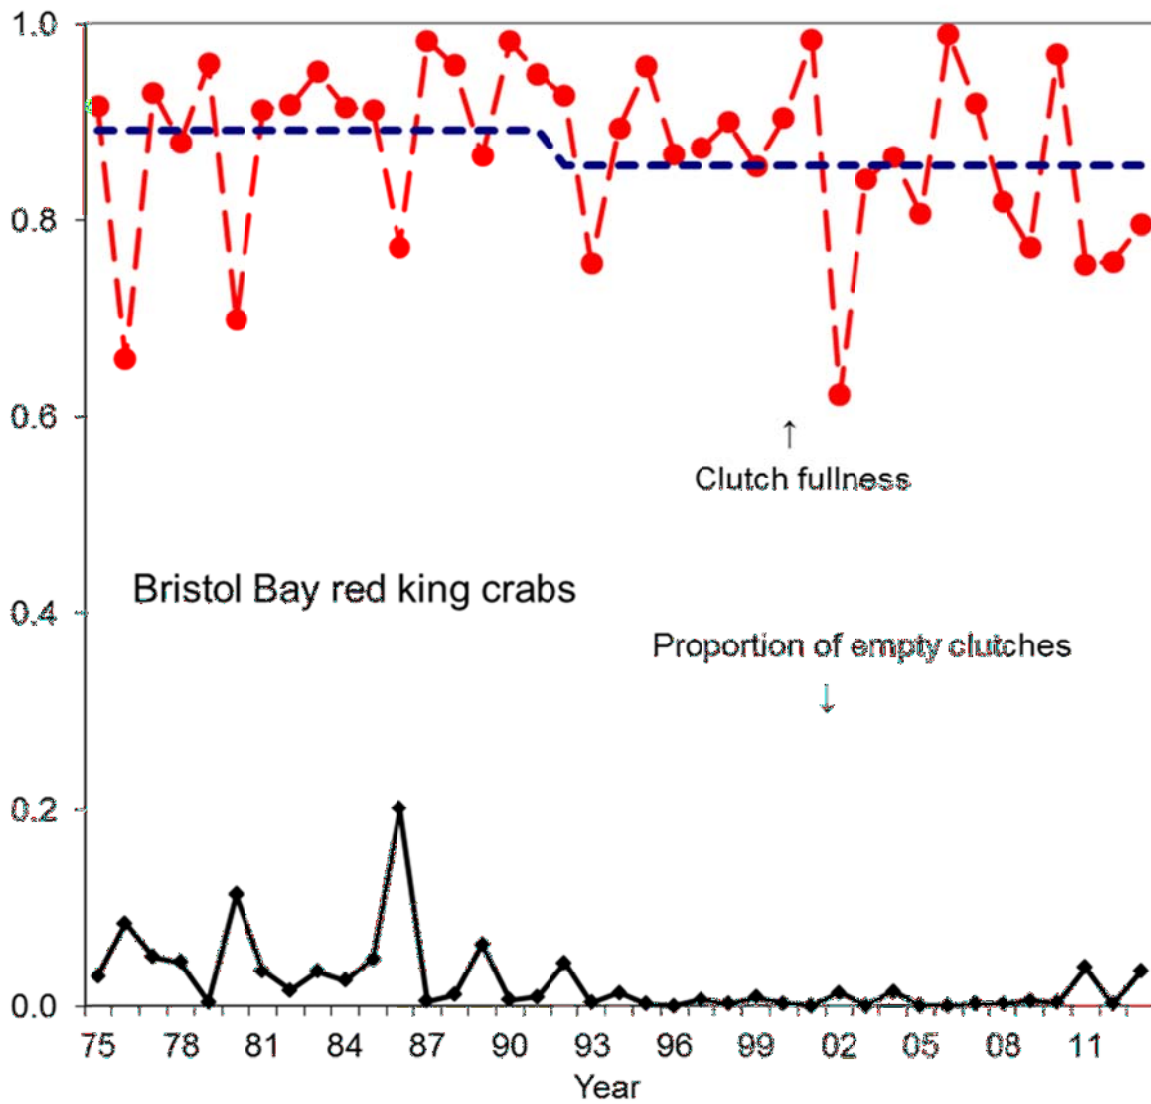 1.0
0.8
0.6
↑
Clutch fullness
Bristol Bay red king crabs
0.4
Proportion of empty clutches
↓
0.2
0.0
75 78 81 84 87 90 93 96 99 02 05 08 11
Year